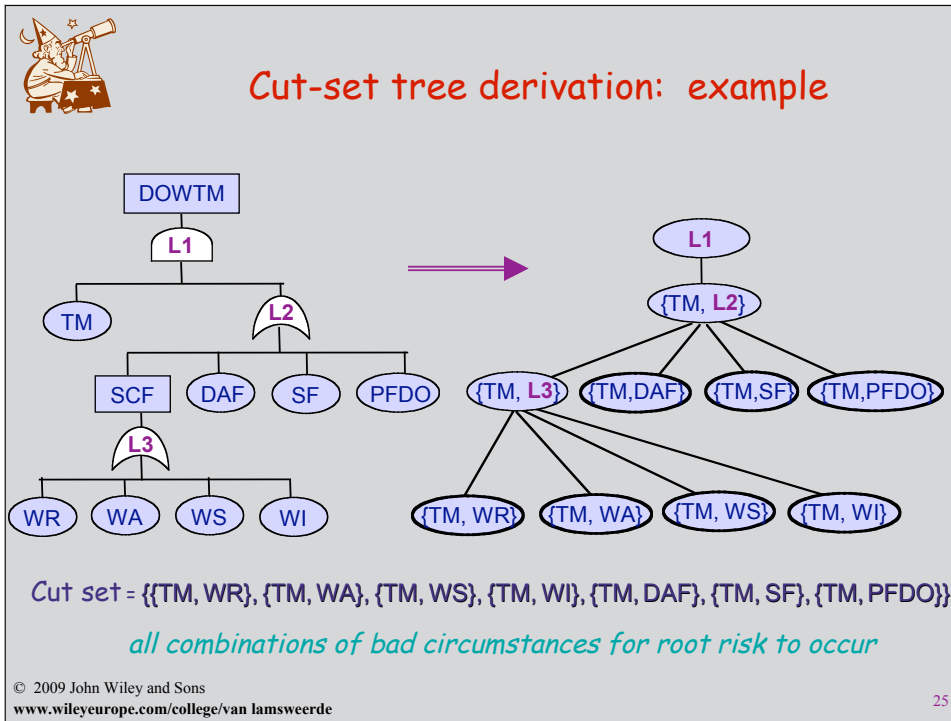 Cut-set tree derivation: example
DOWTM
L1
TM
L2
SCF
DAF
SF
PFDO
L3
WR
WA
WS
WI
L1
{TM, L2}
{TM, L3}
{TM,DAF}
{TM,SF}
{TM,PFDO}
{TM, WR}
{TM, WA}
{TM, WS}
{TM, WI}
Cut set = {{TM, WR}, {TM, WA}, {TM, WS}, {TM, WI}, {TM, DAF}, {TM, SF}, {TM, PFDO}}
all combinations of bad circumstances for root risk to occur
© 2009 John Wiley and Sons
www.wileyeurope.com/college/van lamsweerde
25